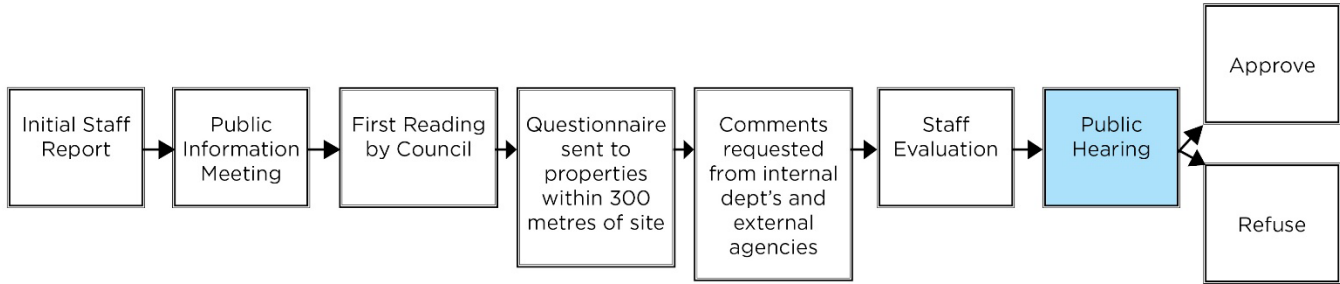 Initial Staff
Report
Public
Information
Meeting
First Reading
by Council
Questionnaire
sent to
properties
within 300
metres of site
Comments
requested
from internal
dept's and
external
agencies
Staff
Evaluation
Public
Hearing
Approve
Refuse